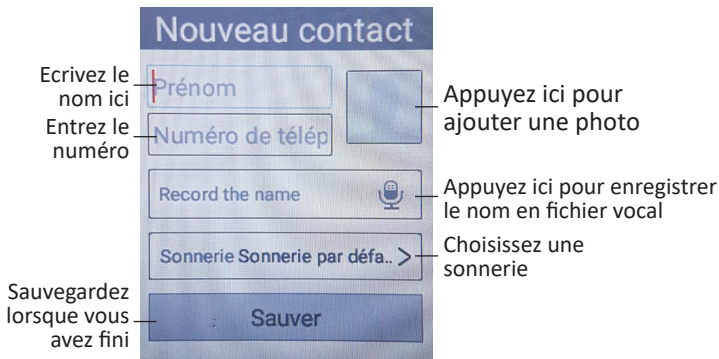 Nouveau contact
Ecrivez le
nom ici
Prénom
Appuyez ici pour
ajouter une photo
Entrez le
numéro
Numéro de télép
Record the name
Appuyez ici pour enregistrer
le nom en fichier vocal
Sonnerie Sonnerie par défa.. >
Choisissez une
sonnerie
Sauvegardez
lorsque vous
avez fini
Sauver